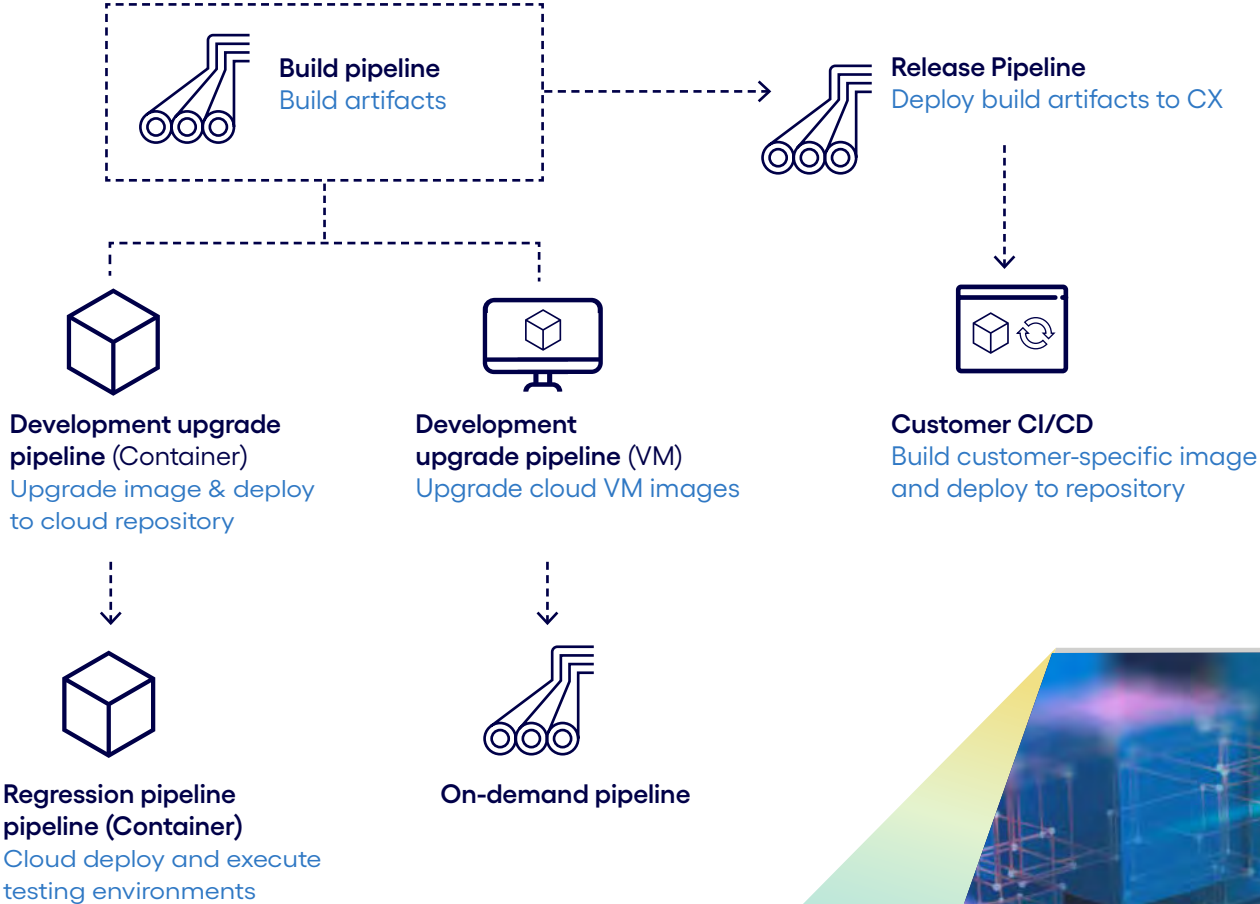 Build pipeline
Build artifacts
Release Pipeline
Deploy build artifacts to CX
Development upgrade
pipeline (Container)
Upgrade image & deploy
to cloud repository
Development
upgrade pipeline (VM)
Upgrade cloud VM images
Customer CI/CD
Build customer-specific image
and deploy to repository
Regression pipeline
pipeline (Container)
Cloud deploy and execute
testing environments
On-demand pipeline